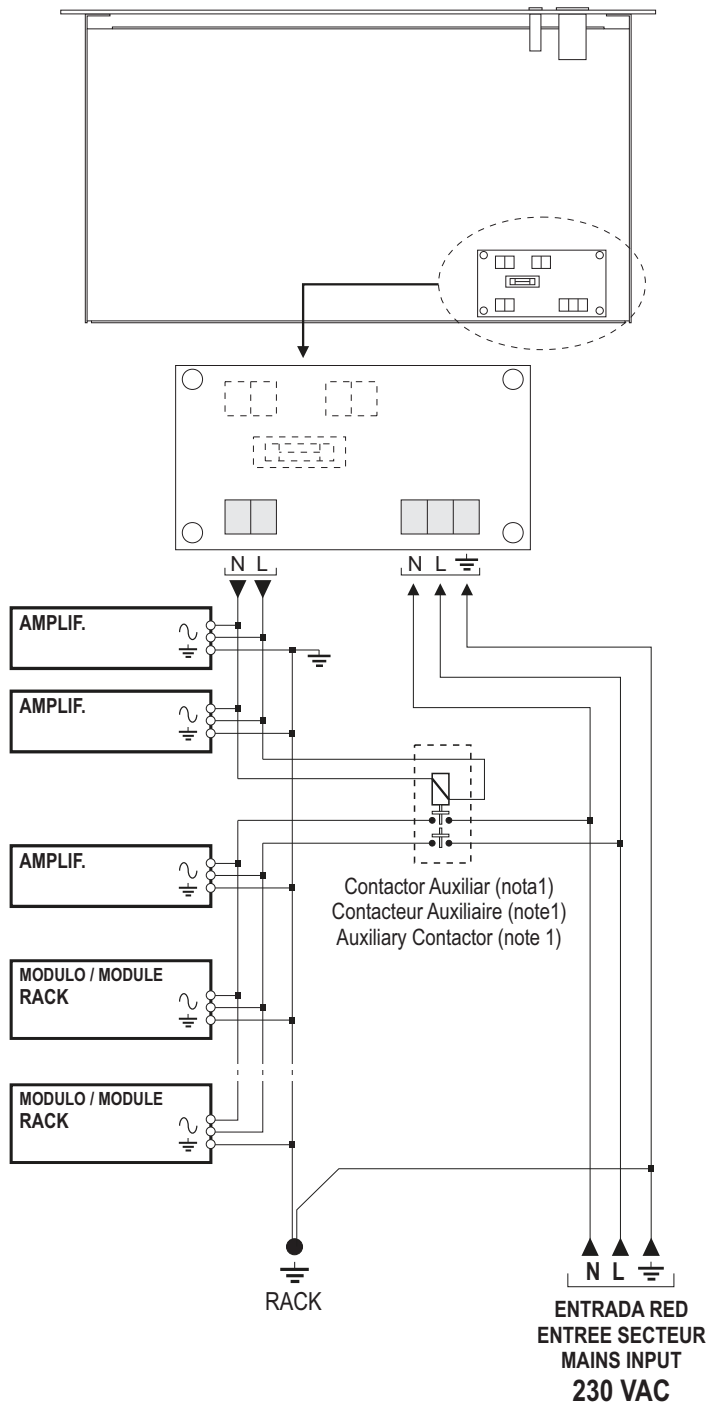 N L
N L
AMPLIF.
AMPLIF.
AMPLIF.
Contactor Auxiliar (nota1)
Contacteur Auxiliaire (note1)
Auxiliary Contactor (note 1)
MODULO / MODULE
RACK
MODULO / MODULE
RACK
RACK
N L
ENTRADA RED
ENTREE SECTEUR
MAINS INPUT
230 VAC